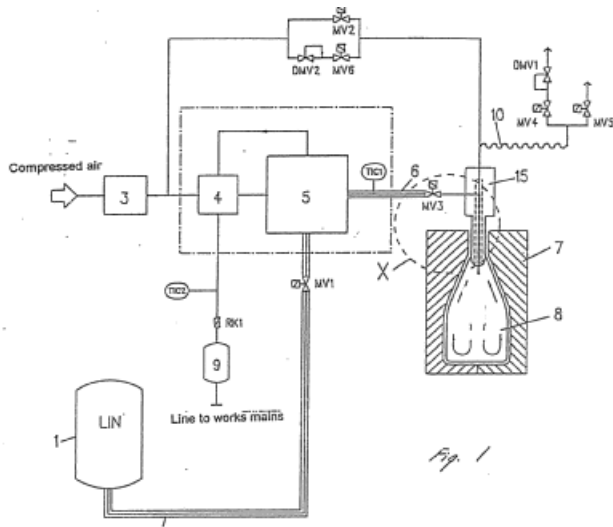 MV2
DMV2
MV6
DMV1
MV4
MV5
10
Compressed air
3
4
5
TIC1
6
MV3
15
7
X
8
TIC2
MV1
RK1
9
Line to works mains
1
LIN
Fig. 1